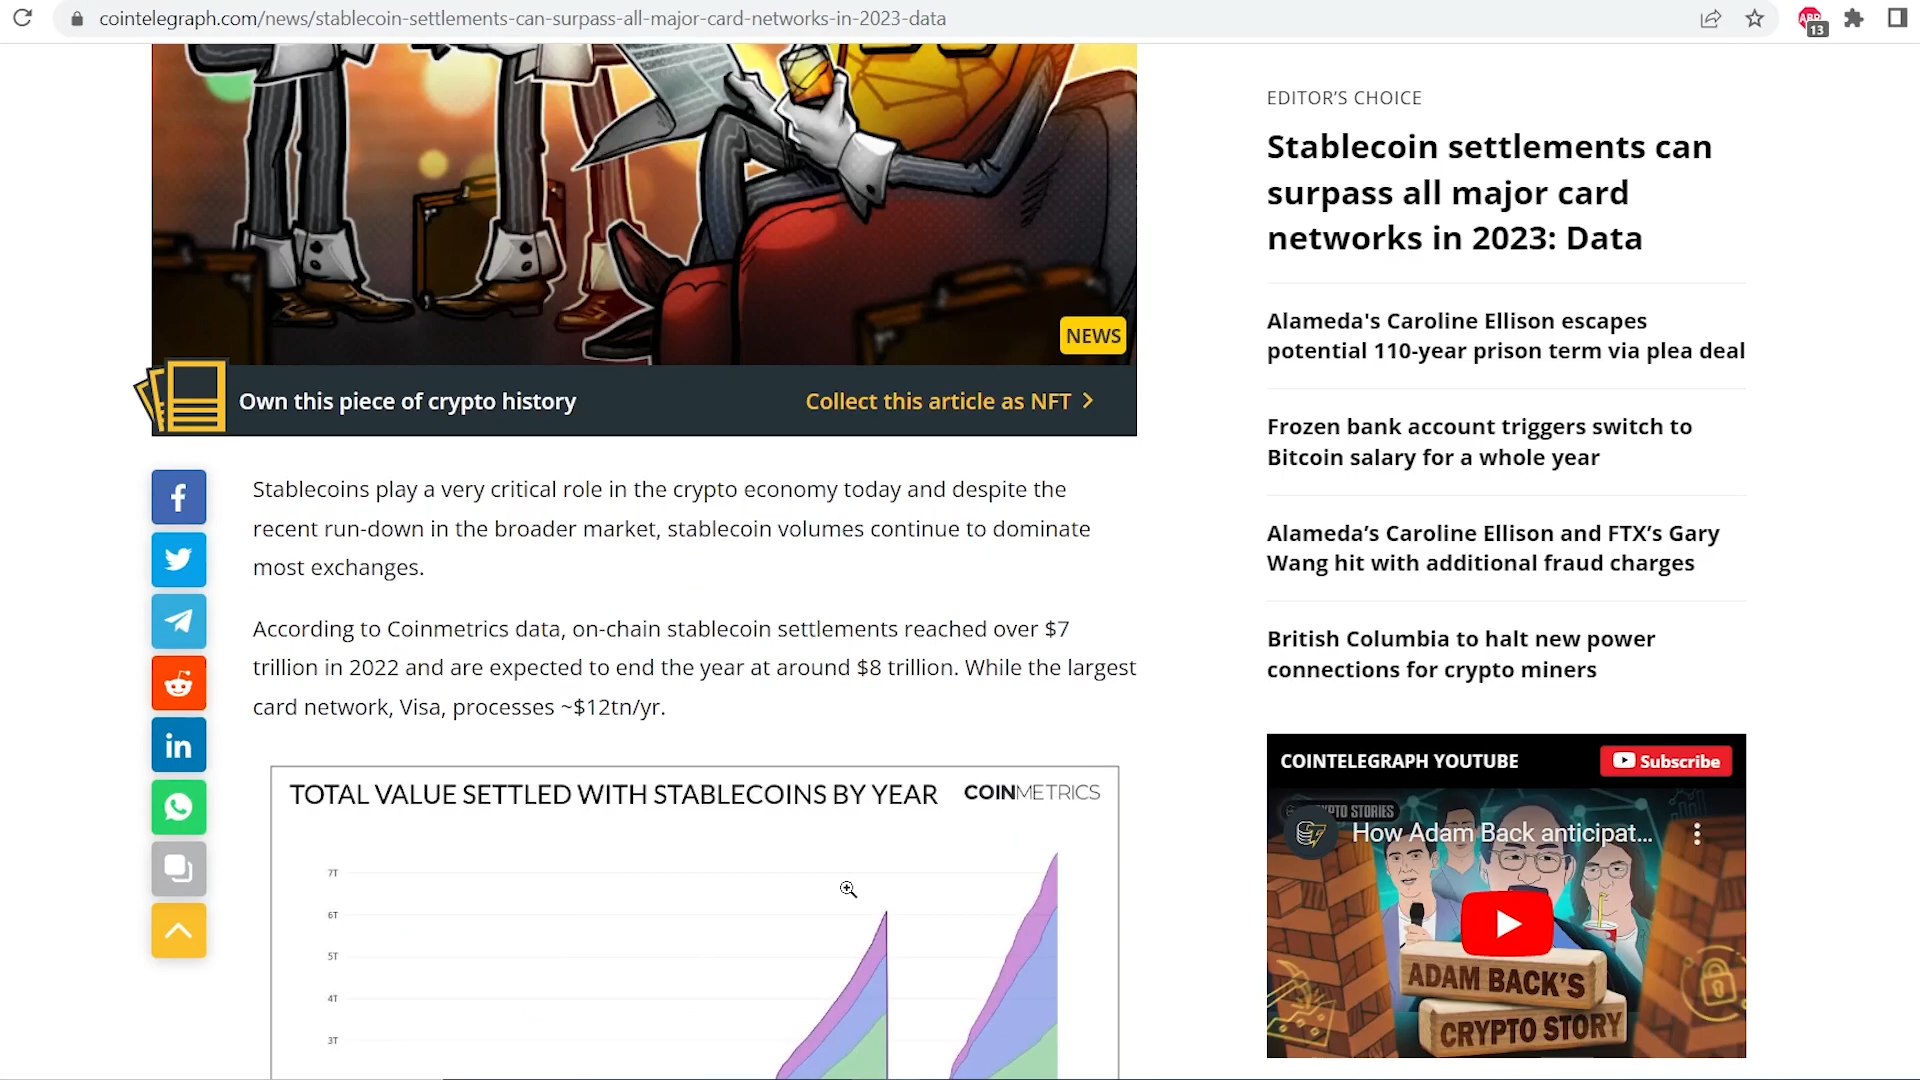 cointelegraph.com/news/stablecoin-settlements-can-surpass-all-major-card-networks-in-2023-data
ABP
13
NEWS
Own this piece of crypto history
Collect this article as NFT
Stablecoins play a very critical role in the crypto economy today and despite the
recent run-down in the broader market, stablecoin volumes continue to dominate
most exchanges.
According to Coinmetrics data, on-chain stablecoin settlements reached over $7
trillion in 2022 and are expected to end the year at around $8 trillion. While the largest
card network, Visa, processes ~$12tn/yr.
TOTAL VALUE SETTLED WITH STABLECOINS BY YEAR
COINMETRICS
7T
6T
5T
4T
3T
EDITOR’S CHOICE
Stablecoin settlements can
surpass all major card
networks in 2023: Data
Alameda's Caroline Ellison escapes
potential 110-year prison term via plea deal
Frozen bank account triggers switch to
Bitcoin salary for a whole year
Alameda’s Caroline Ellison and FTX’s Gary
Wang hit with additional fraud charges
British Columbia to halt new power
connections for crypto miners
COINTELEGRAPH YOUTUBE
Subscribe
STORIES
How Adam Back anticipat...
ADAM BACK'S
CRYPTO STORY